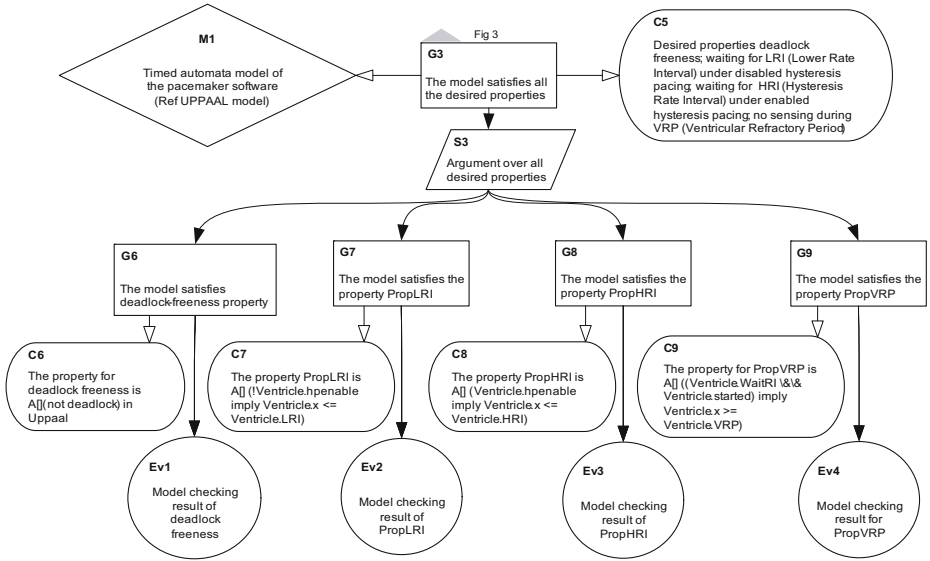 M1
Timed automata model of
the pacemaker software
(Ref UPPAAL model)
Fig 3
G3
The model satisfies all
the desired properties
C5
Desired properties deadlock
freeness; waiting for LRI (Lower Rate
Interval) under disabled hysteresis
pacing; waiting for HRI (Hysteresis
Rate Interval) under enabled
hysteresis pacing; no sensing during
VRP (Ventricular Refractory Period)
S3
Argument over all
desired properties
G6
The model satisfies
deadlock-freeness property
G7
The model satisfies the
property PropLRI
G8
The model satisfies the
property PropHRI
G9
The model satisfies the
property PropVRP
C6
The property for
deadlock freeness is
A[](not deadlock) in
Uppaal
C7
The property PropLRI is
A[] (!Ventricle.hpenable
imply Ventricle.x <=
Ventricle.LRI)
C8
The property PropHRI is
A[] (Ventricle.hpenable
imply Ventricle.x <=
Ventricle.HRI)
C9
The property for PropVRP is
A[] ((Ventricle.WaitRI \&\&
Ventricle.started) imply
Ventricle.x >=
Ventricle.VRP)
Ev1
Model checking
result of
deadlock
freeness
Ev2
Model checking
result of
PropLRI
Ev3
Model checking
result of
PropHRI
Ev4
Model checking
result for
PropVRP